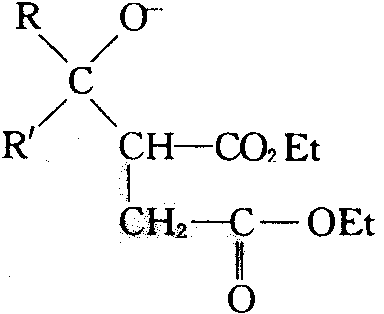 R O⁻
C
R′ CH—CO₂Et
CH₂—C—OEt
O